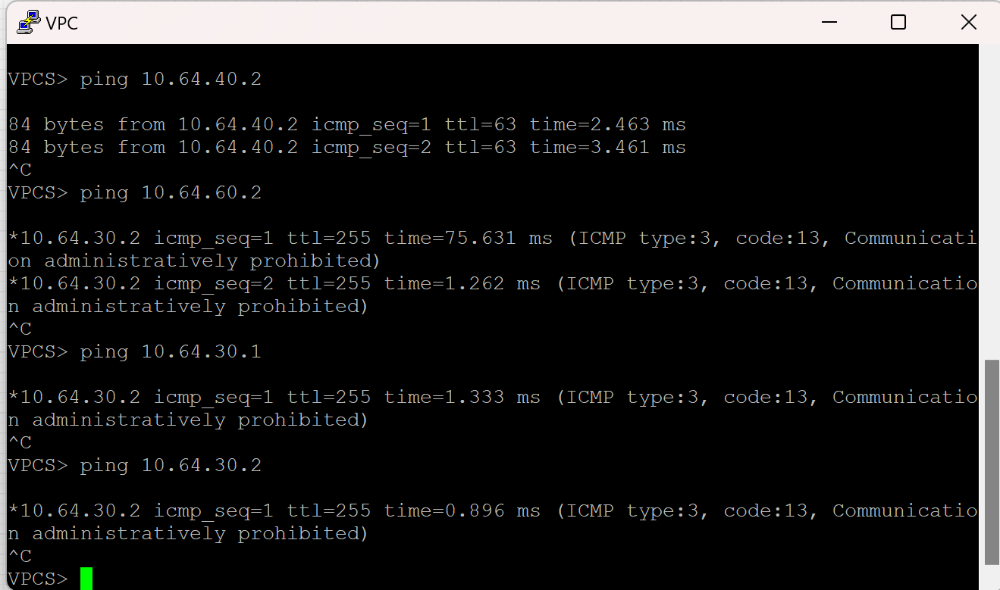 VPC
VPCS> ping 10.64.40.2
84 bytes from 10.64.40.2 icmp_seq=1 ttl=63 time=2.463 ms
84 bytes from 10.64.40.2 icmp_seq=2 ttl=63 time=3.461 ms
^C
VPCS> ping 10.64.60.2
*10.64.30.2 icmp_seq=1 ttl=255 time=75.631 ms (ICMP type:3, code:13, Communicati
on administratively prohibited)
*10.64.30.2 icmp_seq=2 ttl=255 time=1.262 ms (ICMP type:3, code:13, Communicatio
n administratively prohibited)
^C
VPCS> ping 10.64.30.1
*10.64.30.2 icmp_seq=1 ttl=255 time=1.333 ms (ICMP type:3, code:13, Communicatio
n administratively prohibited)
^C
VPCS> ping 10.64.30.2
*10.64.30.2 icmp_seq=1 ttl=255 time=0.896 ms (ICMP type:3, code:13, Communicatio
n administratively prohibited)
^C
VPCS>